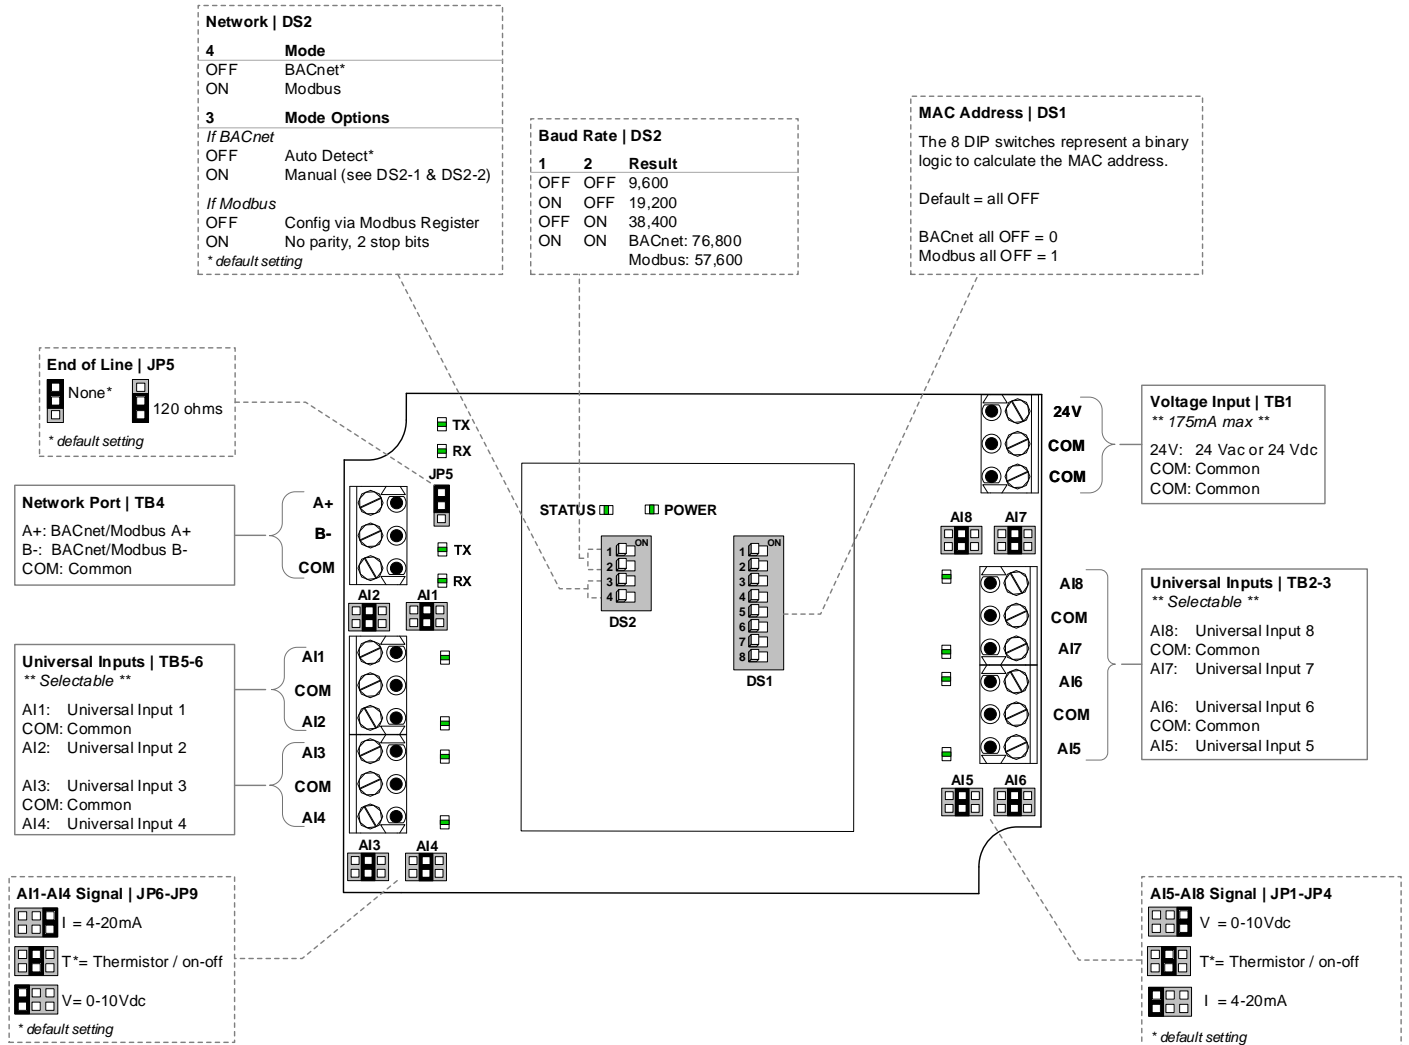 Network | DS2
4 Mode
OFF BACnet*
ON Modbus
3 Mode Options
If BACnet
OFF Auto Detect*
ON Manual (see DS2-1 & DS2-2)
If Modbus
OFF Config via Modbus Register
ON No parity, 2 stop bits
* default setting
Baud Rate | DS2
1 2 Result
OFF OFF 9,600
ON OFF 19,200
OFF ON 38,400
ON ON BACnet: 76,800
Modbus: 57,600
MAC Address | DS1
The 8 DIP switches represent a binary
logic to calculate the MAC address.
Default = all OFF
BACnet all OFF = 0
Modbus all OFF = 1
End of Line | JP5
None*
120 ohms
* default setting
Network Port | TB4
A+: BACnet/Modbus A+
B-: BACnet/Modbus B-
COM: Common
Universal Inputs | TB5-6
** Selectable **
AI1: Universal Input 1
COM: Common
AI2: Universal Input 2
AI3: Universal Input 3
COM: Common
AI4: Universal Input 4
AI1-AI4 Signal | JP6-JP9
I = 4-20mA
T*= Thermistor / on-off
V= 0-10Vdc
* default setting
A+
B-
COM
AI1
COM
AI2
AI3
COM
AI4
TX
RX
JP5
TX
RX
AI2 AI1
AI3 AI4
STATUS POWER
ON
1
2
3
4
DS2
ON
1
2
3
4
5
6
7
8
DS1
24V
COM
COM
AI8 AI7
AI8
COM
AI7
AI6
COM
AI5
AI5 AI6
Voltage Input | TB1
** 175mA max **
24V: 24 Vac or 24 Vdc
COM: Common
COM: Common
Universal Inputs | TB2-3
** Selectable **
AI8: Universal Input 8
COM: Common
AI7: Universal Input 7
AI6: Universal Input 6
COM: Common
AI5: Universal Input 5
AI5-AI8 Signal | JP1-JP4
V = 0-10Vdc
T*= Thermistor / on-off
I = 4-20mA
* default setting